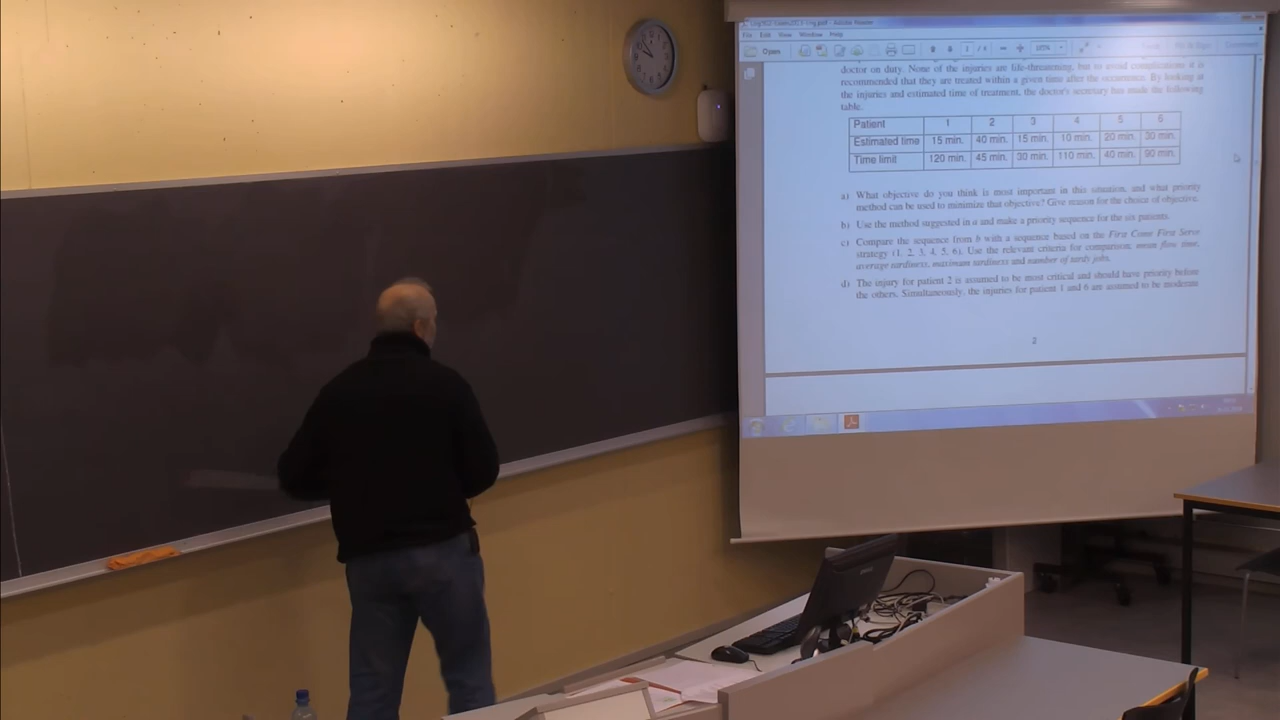 File Edit View Window Help
Open
doctor on duty. None of the injuries are life-threatening, but to avoid complications it is
recommended that they are treated within a given time after the occurrence. By looking at
the injuries and estimated time of treatment, the doctor's secretary has made the following
table.
Patient 1 2 3 4 5 6
Estimated time 15 min. 40 min. 15 min. 10 min. 20 min. 30 min.
Time limit 120 min. 45 min. 30 min. 110 min. 40 min. 90 min.
a) What objective do you think is most important in this situation, and what priority
method can be used to minimize that objective? Give reason for the choice of objective.
b) Use the method suggested in a and make a priority sequence for the six patients.
c) Compare the sequence from b with a sequence based on the First Come First Serve
strategy (1, 2, 3, 4, 5, 6). Use the relevant criteria for comparison: mean flow time,
average tardiness, maximum tardiness and number of tardy jobs.
d) The injury for patient 2 is assumed to be most critical and should have priority before
the others. Simultaneously, the injuries for patient 1 and 6 are assumed to be moderate
2